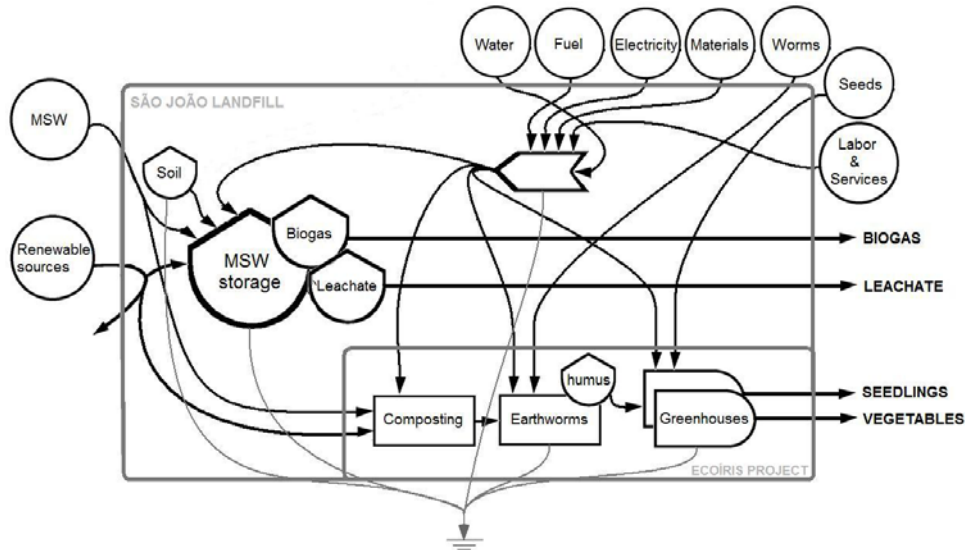 Water
Fuel
Electricity
Materials
Worms
Seeds
SÃO JOÃO LANDFILL
MSW
Labor
&
Services
Soil
Biogas
BIOGAS
Renewable
sources
MSW
storage
Leachate
LEACHATE
humus
SEEDLINGS
Composting
Earthworms
Greenhouses
VEGETABLES
ECOÍRIS PROJECT